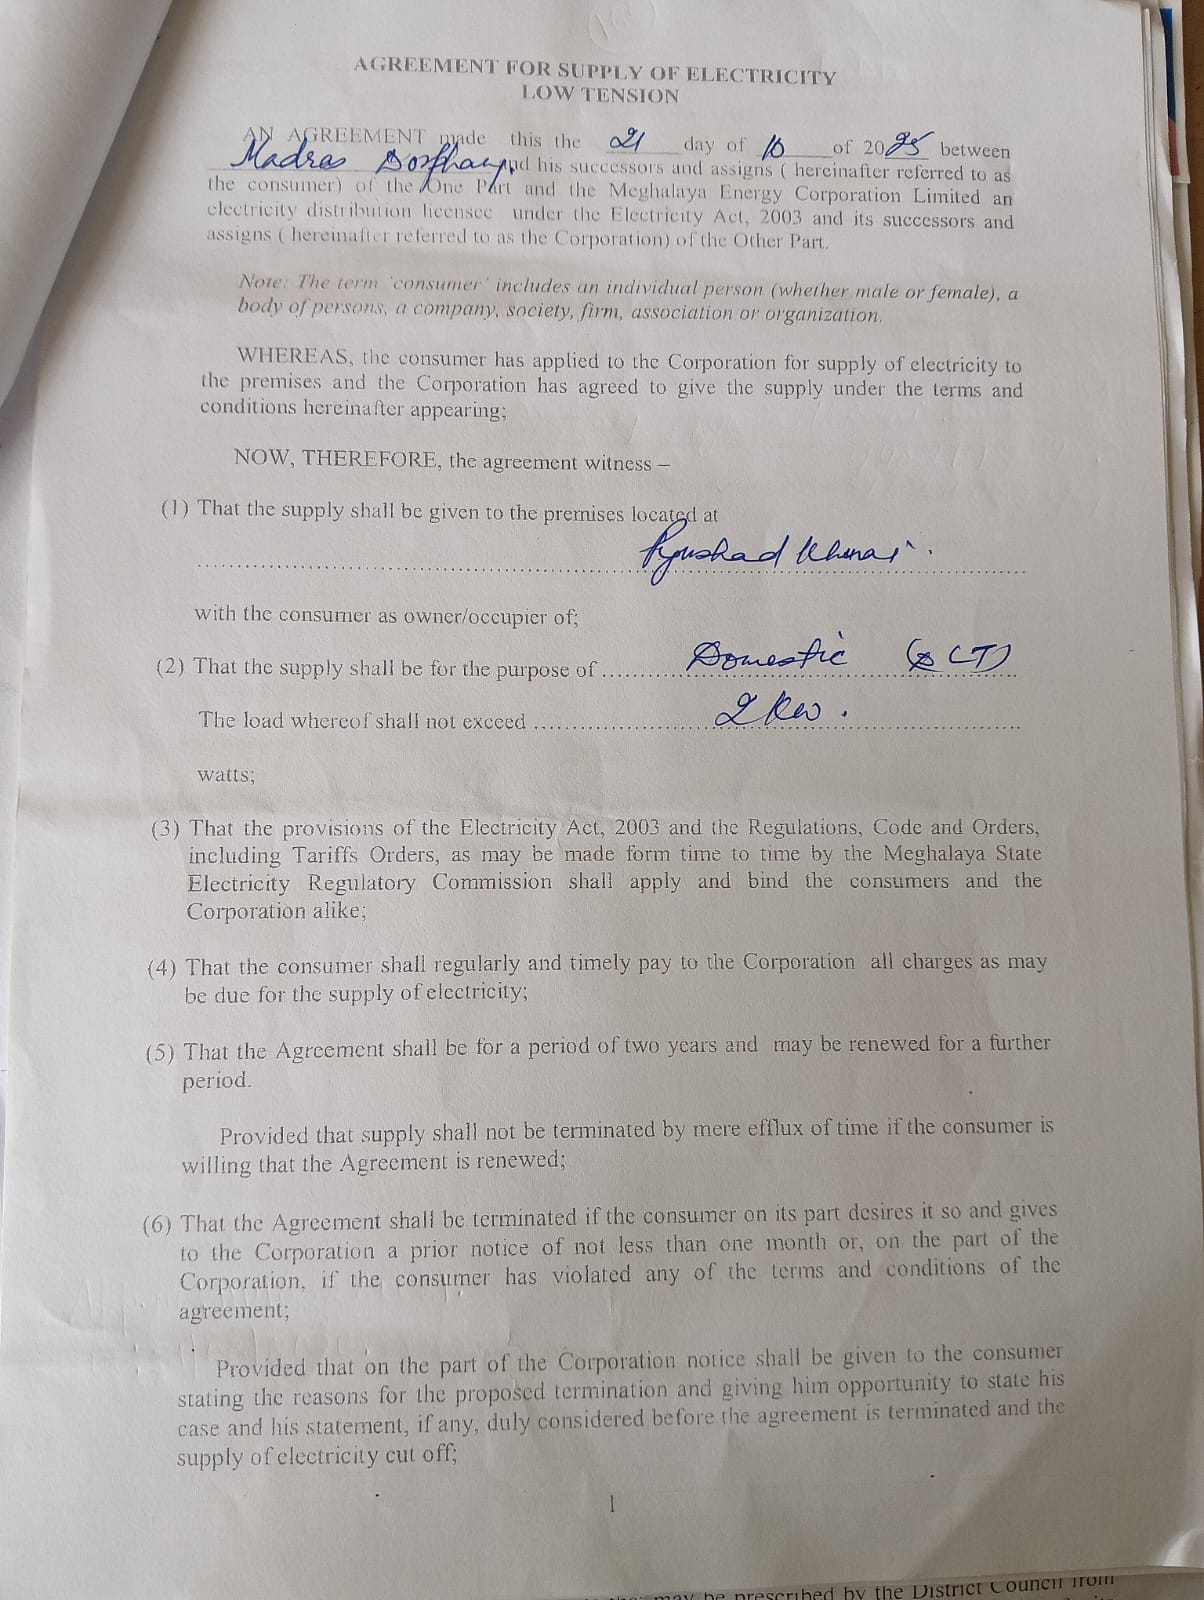 AGREEMENT FOR SUPPLY OF ELECTRICITY
LOW TENSION
AN AGREEMENT made this the 21 day of 10 of 2025 between
Madras and his successors and assigns ( hereinafter referred to as
the consumer) of the One Part and the Meghalaya Energy Corporation Limited an
electricity distribution licensee under the Electricity Act, 2003 and its successors and
assigns ( hereinafter referred to as the Corporation) of the Other Part.
Note: The term 'consumer' includes an individual person (whether male or female), a
body of persons, a company, society, firm, association or organization.
WHEREAS, the consumer has applied to the Corporation for supply of electricity to
the premises and the Corporation has agreed to give the supply under the terms and
conditions hereinafter appearing;
NOW, THEREFORE, the agreement witness –
(1) That the supply shall be given to the premises located at
with the consumer as owner/occupier of;
(2) That the supply shall be for the purpose of Domestic
The load whereof shall not exceed 2 KW.
watts;
(3) That the provisions of the Electricity Act, 2003 and the Regulations, Code and Orders,
including Tariffs Orders, as may be made form time to time by the Meghalaya State
Electricity Regulatory Commission shall apply and bind the consumers and the
Corporation alike;
(4) That the consumer shall regularly and timely pay to the Corporation all charges as may
be due for the supply of electricity;
(5) That the Agreement shall be for a period of two years and may be renewed for a further
period.
Provided that supply shall not be terminated by mere efflux of time if the consumer is
willing that the Agreement is renewed;
(6) That the Agreement shall be terminated if the consumer on its part desires it so and gives
to the Corporation a prior notice of not less than one month or, on the part of the
Corporation, if the consumer has violated any of the terms and conditions of the
agreement;
Provided that on the part of the Corporation notice shall be given to the consumer
stating the reasons for the proposed termination and giving him opportunity to state his
case and his statement, if any, duly considered before the agreement is terminated and the
supply of electricity cut off;
1
may be prescribed by the District Council from